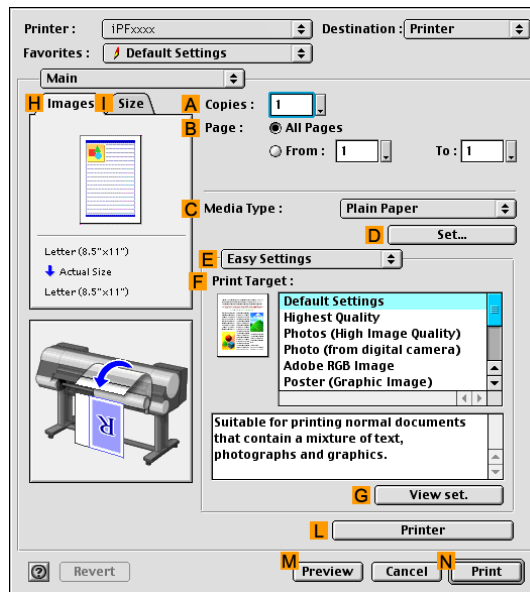 Printer : iPFxxxx Destination : Printer
Favorites : Default Settings
Main
H Images I Size
A Copies : 1
B Page : All Pages
From : 1 To : 1
C Media Type : Plain Paper
D Set...
Letter (8.5"x11")
Actual Size
Letter (8.5"x11")
E Easy Settings
F Print Target :
Default Settings
Highest Quality
Photos (High Image Quality)
Photo (from digital camera)
Adobe RGB Image
Poster (Graphic Image)
R
Suitable for printing normal documents
that contain a mixture of text,
photographs and graphics.
G View set.
L Printer
? Revert M Preview Cancel N Print